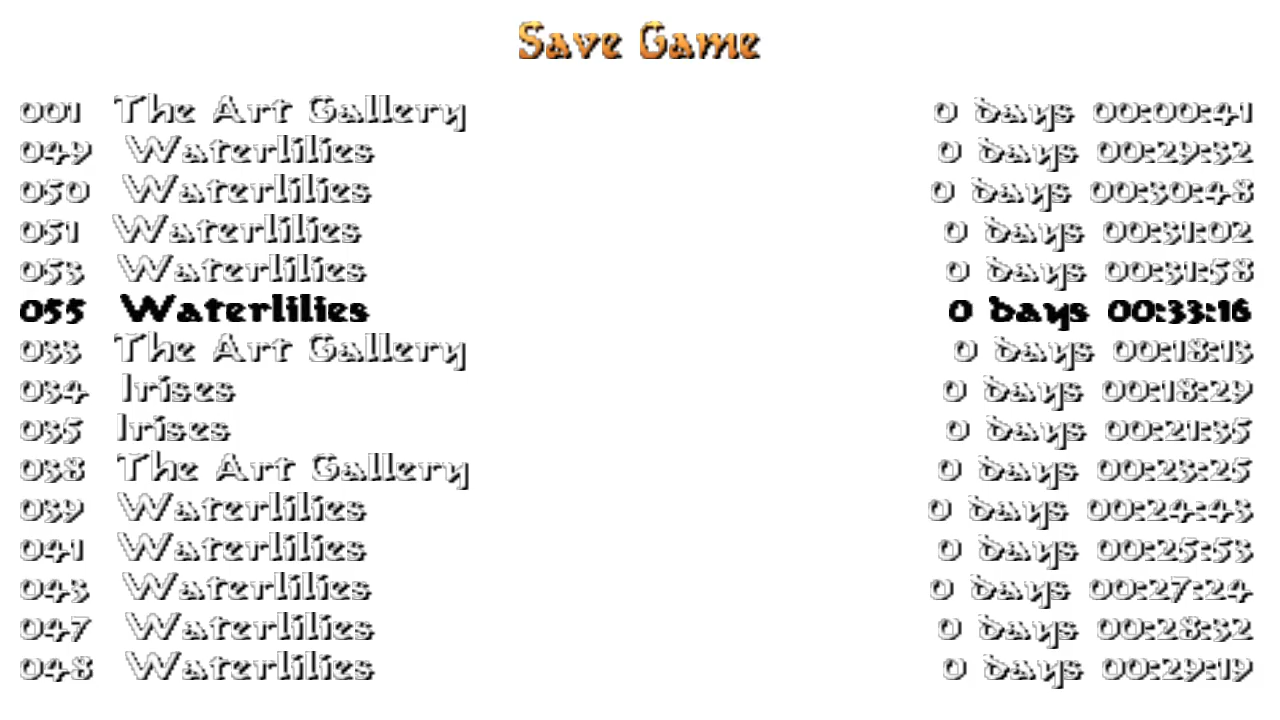 Save Game
001 The Art Gallery 0 days 00:00:41
049 Waterlilies 0 days 00:29:32
050 Waterlilies 0 days 00:30:48
051 Waterlilies 0 days 00:31:02
053 Waterlilies 0 days 00:31:58
055 Waterlilies 0 days 00:33:16
033 The Art Gallery 0 days 00:18:13
034 Irises 0 days 00:18:29
035 Irises 0 days 00:21:35
038 The Art Gallery 0 days 00:23:25
039 Waterlilies 0 days 00:24:43
041 Waterlilies 0 days 00:25:53
043 Waterlilies 0 days 00:27:24
047 Waterlilies 0 days 00:28:32
048 Waterlilies 0 days 00:29:19